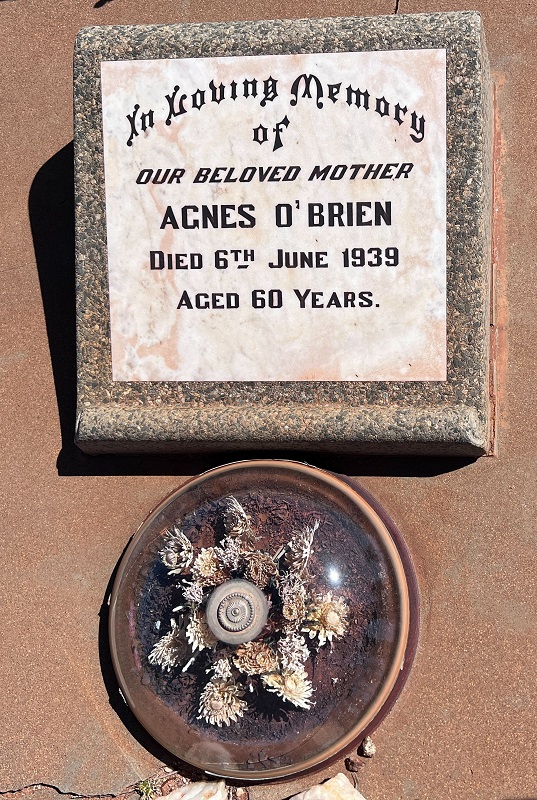 In Loving Memory
of
OUR BELOVED MOTHER
AGNES O'BRIEN
DIED 6TH JUNE 1939
AGED 60 YEARS.